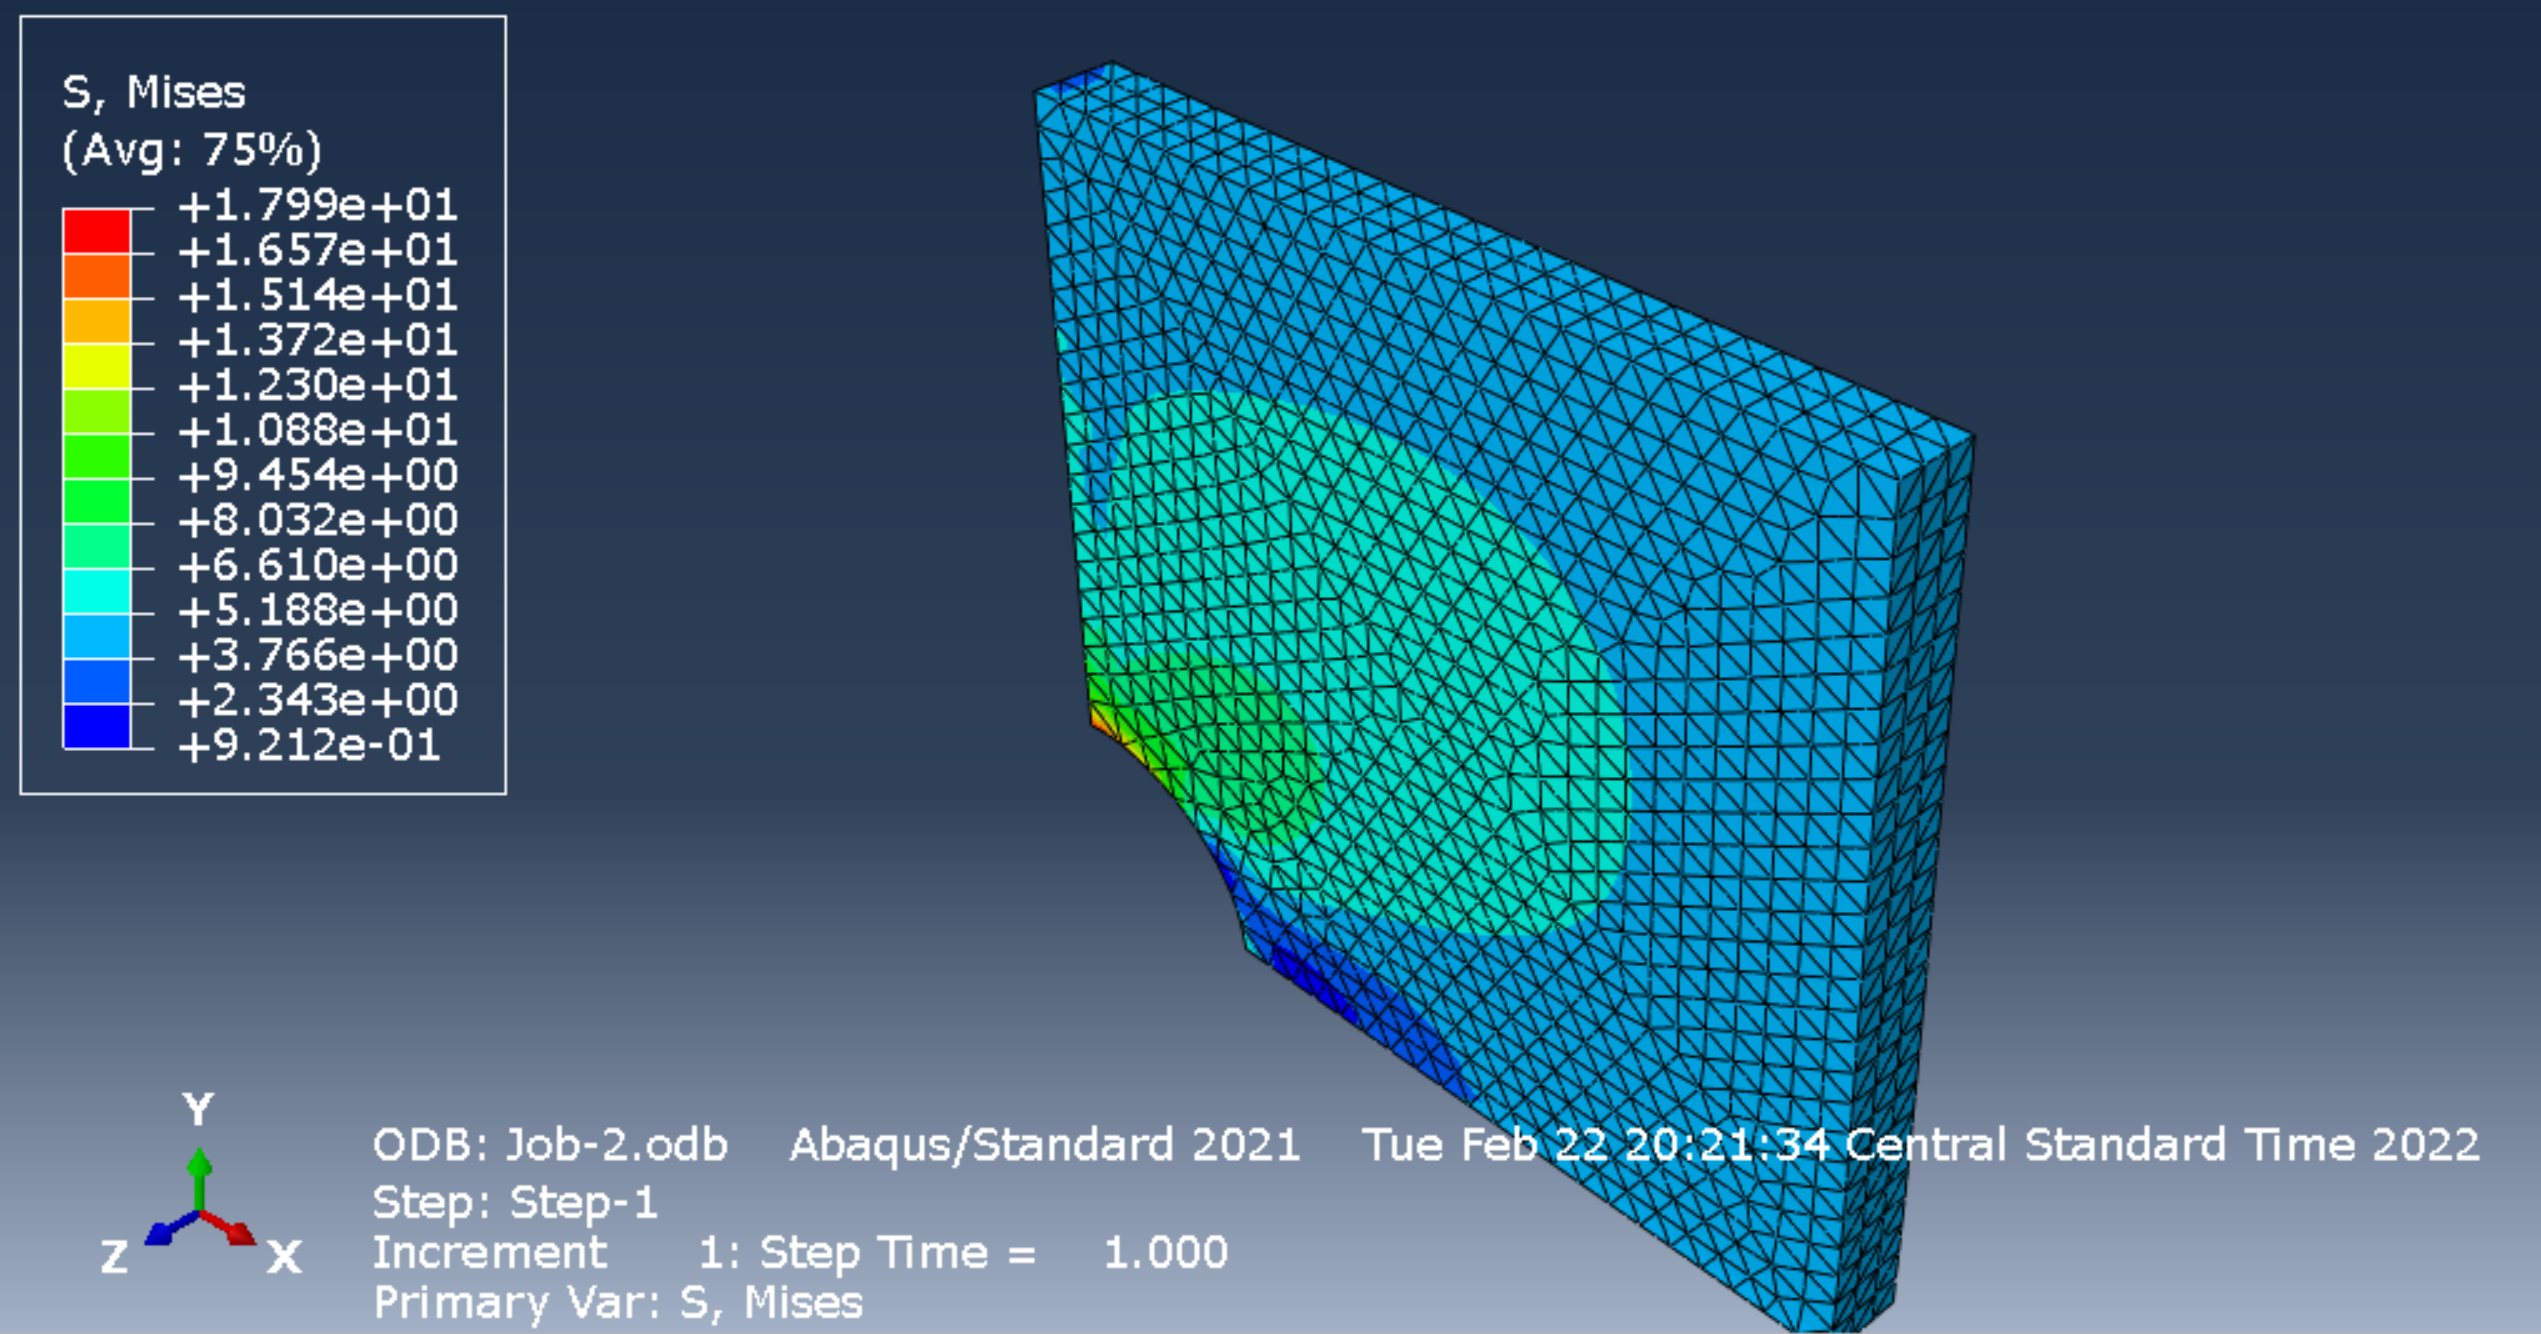 S, Mises
(Avg: 75%)
+1.799e+01
+1.657e+01
+1.514e+01
+1.372e+01
+1.230e+01
+1.088e+01
+9.454e+00
+8.032e+00
+6.610e+00
+5.188e+00
+3.766e+00
+2.343e+00
+9.212e-01
Y
Z X
ODB: Job-2.odb Abaqus/Standard 2021 Tue Feb 22 20:21:34 Central Standard Time 2022
Step: Step-1
Increment 1: Step Time = 1.000
Primary Var: S, Mises